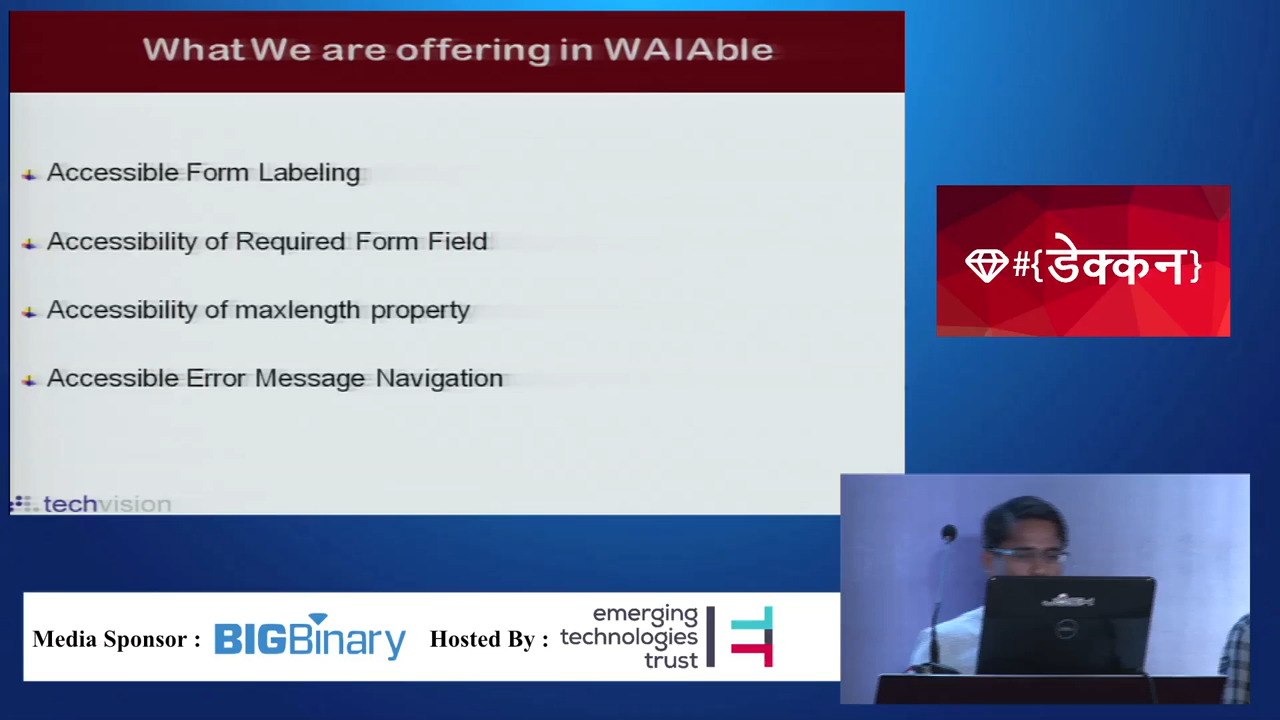 What We are offering in WAIAble
Accessible Form Labeling
Accessibility of Required Form Field
Accessibility of maxlength property
Accessible Error Message Navigation
techvision
#{डेक्कन}
Media Sponsor : BIGBinary Hosted By :
emerging
technologies
trust
DELL